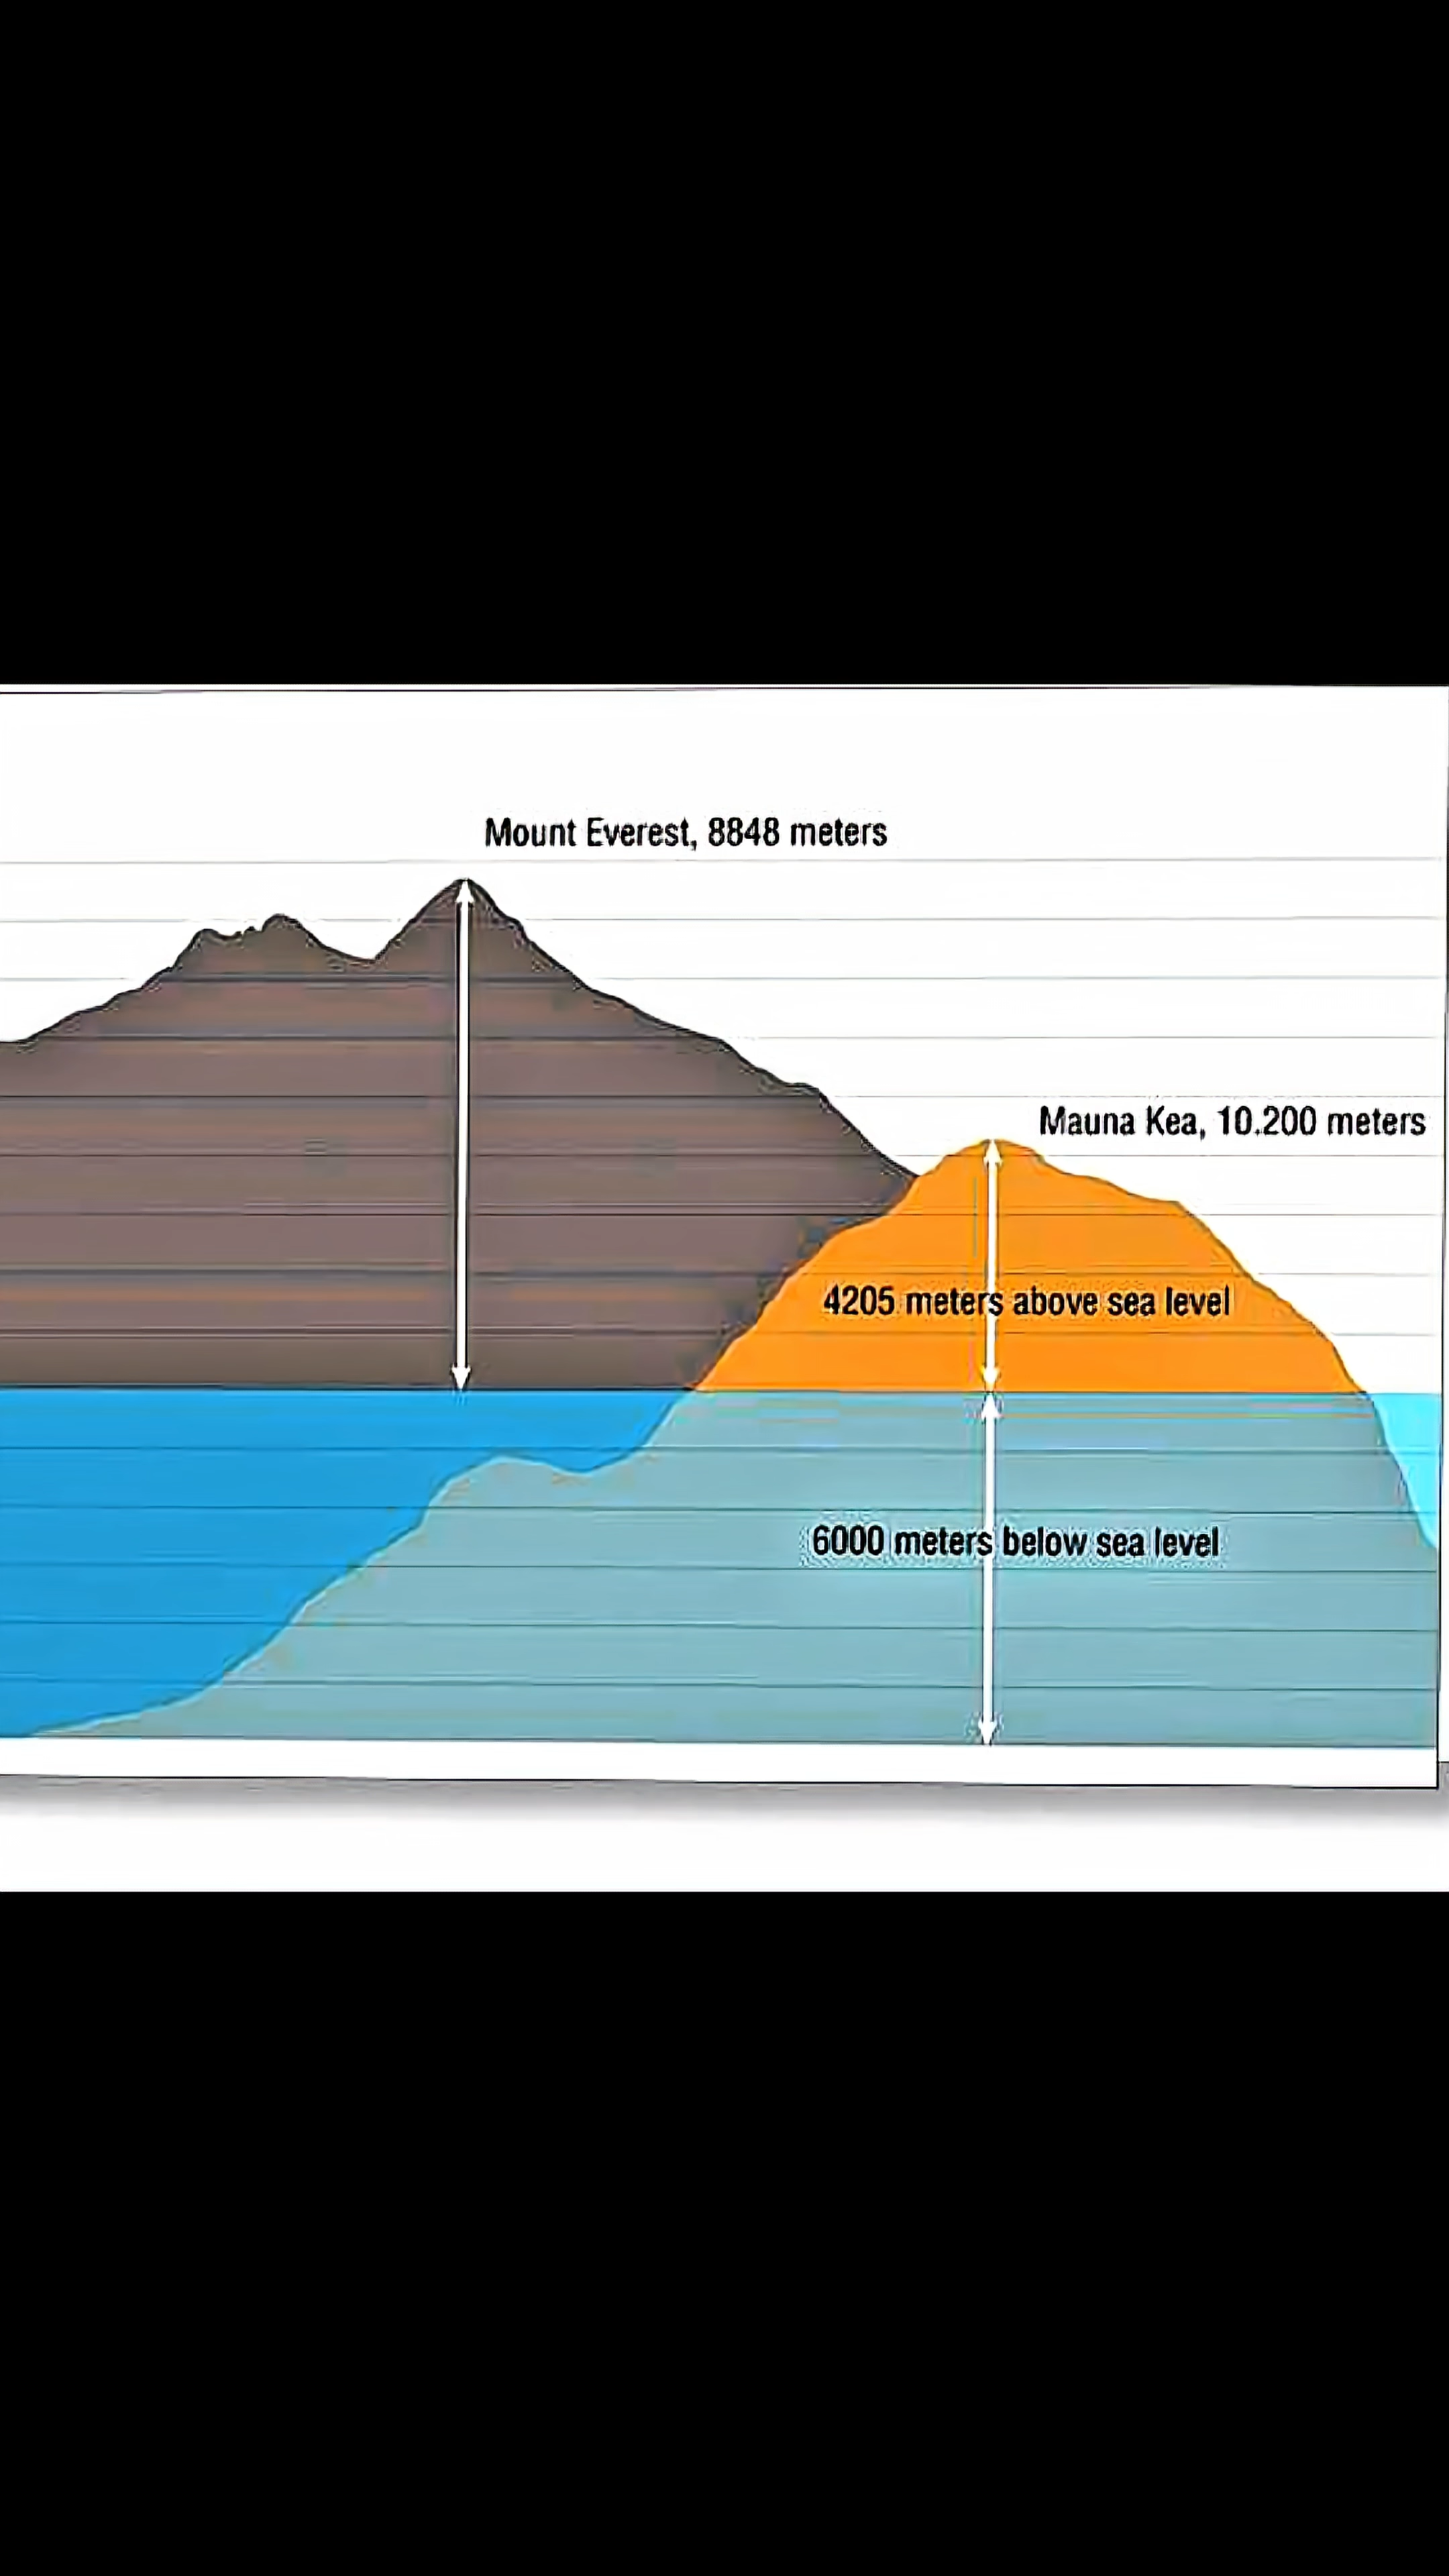 Mount Everest, 8848 meters
Mauna Kea, 10.200 meters
4205 meters above sea level
6000 meters below sea level